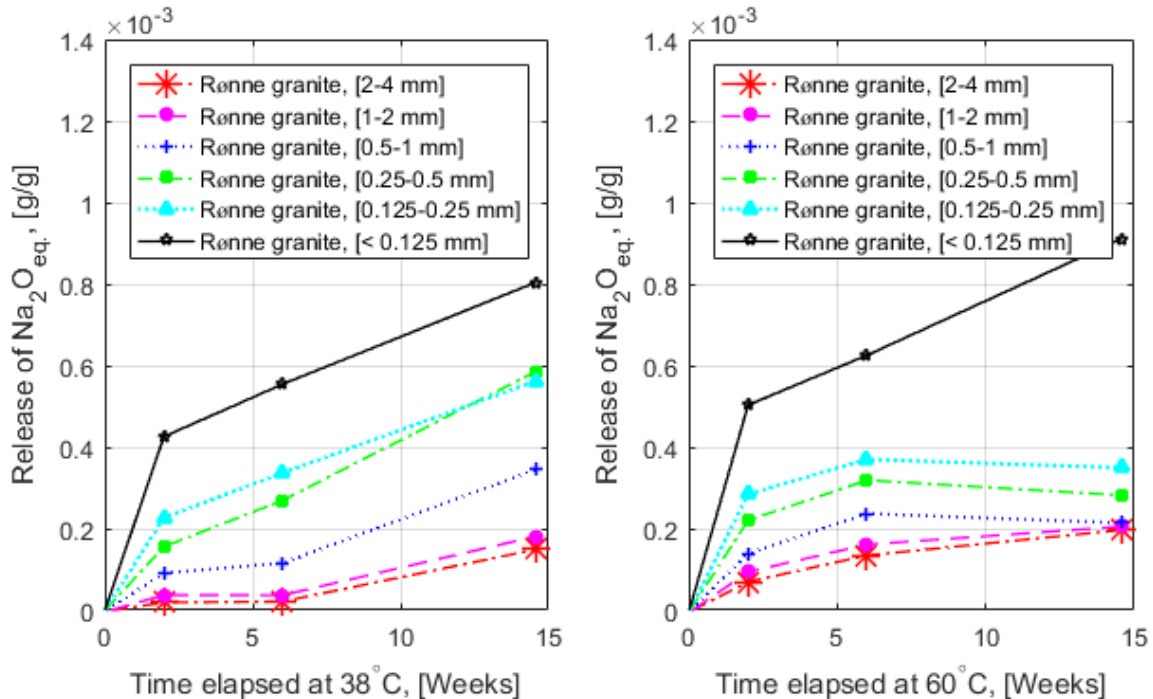 ×10⁻³
1.4
1.2
1
0.8
0.6
0.4
0.2
0
Release of Na₂Oeq., [g/g]
Rønne granite, [2-4 mm]
Rønne granite, [1-2 mm]
Rønne granite, [0.5-1 mm]
Rønne granite, [0.25-0.5 mm]
Rønne granite, [0.125-0.25 mm]
Rønne granite, [< 0.125 mm]
0 5 10 15
Time elapsed at 38°C, [Weeks]
×10⁻³
1.4
1.2
1
0.8
0.6
0.4
0.2
0
Release of Na₂Oeq., [g/g]
Rønne granite, [2-4 mm]
Rønne granite, [1-2 mm]
Rønne granite, [0.5-1 mm]
Rønne granite, [0.25-0.5 mm]
Rønne granite, [0.125-0.25 mm]
Rønne granite, [< 0.125 mm]
0 5 10 15
Time elapsed at 60°C, [Weeks]